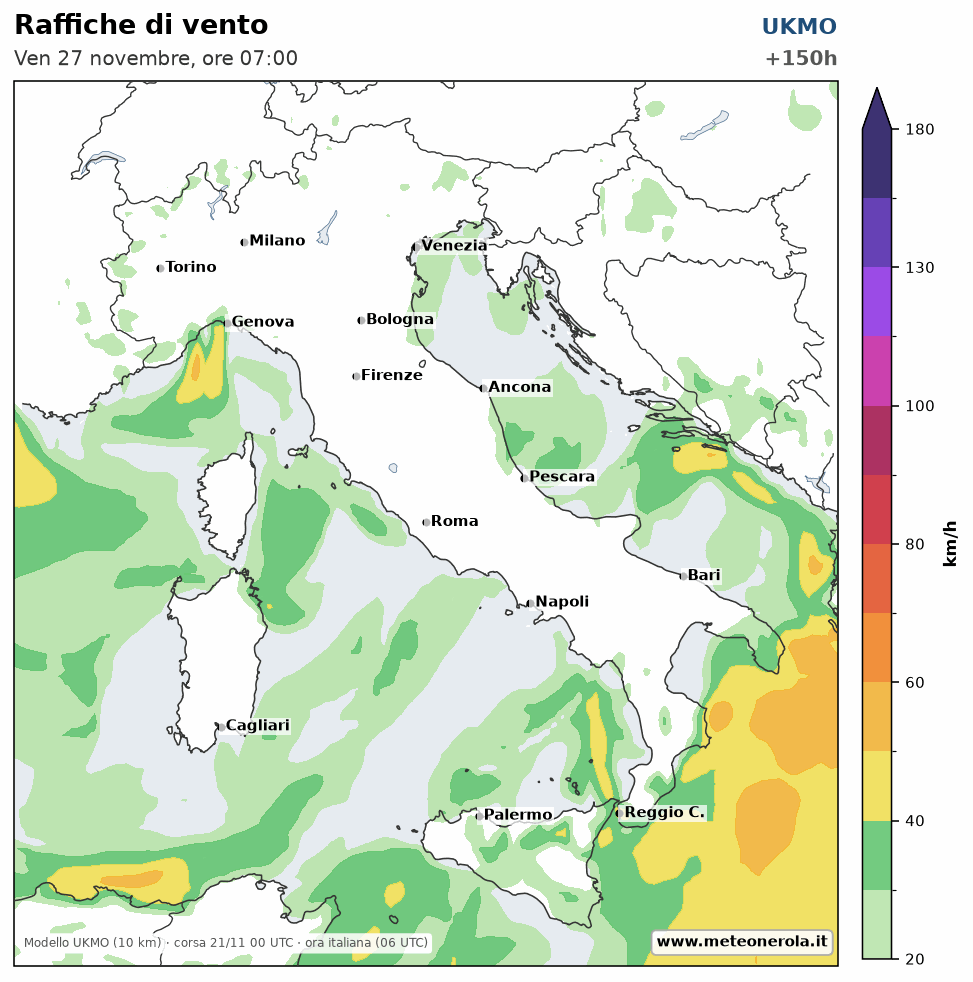 Raffiche di vento
UKMO
Ven 27 novembre, ore 07:00
+150h
180
130
100
80
60
40
20
km/h
Milano
Venezia
Torino
Genova
Bologna
Firenze
Ancona
Pescara
Roma
Bari
Napoli
Cagliari
Palermo
Reggio C.
Modello UKMO (10 km) · corsa 21/11 00 UTC · ora italiana (06 UTC)
www.meteonerola.it